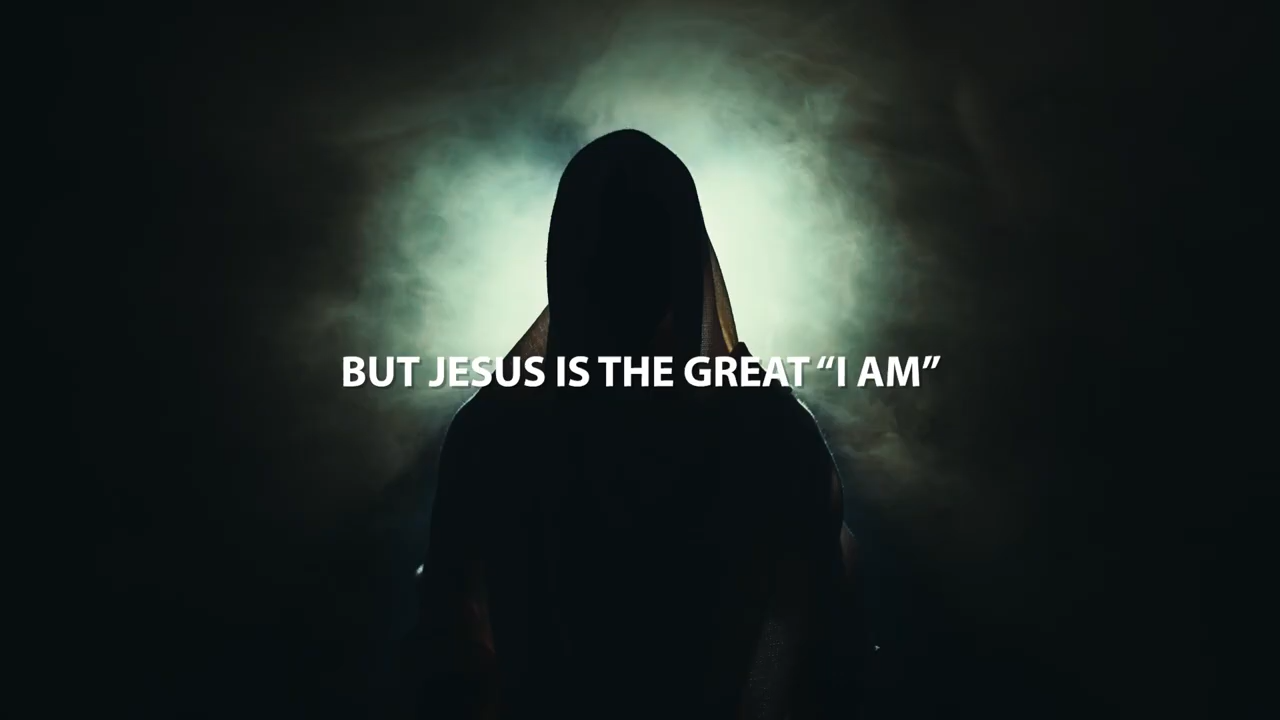 BUT JESUS IS THE GREAT “I AM”